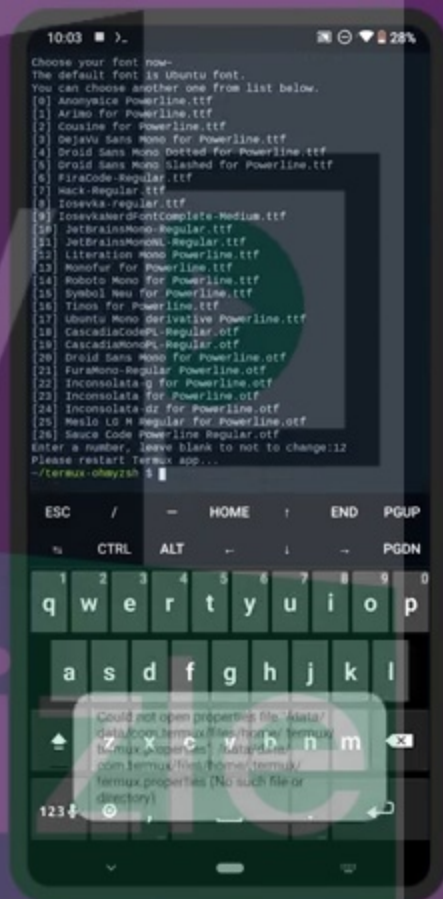 10:03
28%
Choose your font now~
The default font is Ubuntu font.
You can choose another one from list below.
[0] Anonymice Powerline.ttf
[1] Arimo for Powerline.ttf
[2] Cousine for Powerline.ttf
[3] DejaVu Sans Mono for Powerline.ttf
[4] Droid Sans Mono Dotted for Powerline.ttf
[5] Droid Sans Mono Slashed for Powerline.ttf
[6] FiraCode-Regular.ttf
[7] Hack-Regular.ttf
[8] Iosevka-regular.ttf
[9] IosevkaNerdFontComplete-Medium.ttf
[10] JetBrainsMono-Regular.ttf
[11] JetBrainsMonoNL-Regular.ttf
[12] Literation Mono Powerline.ttf
[13] Monofur for Powerline.ttf
[14] Roboto Mono for Powerline.ttf
[15] Symbol Neu for Powerline.ttf
[16] Tinos for Powerline.ttf
[17] Ubuntu Mono derivative Powerline.ttf
[18] CascadiaCodePL-Regular.otf
[19] CascadiaMonoPL-Regular.otf
[20] Droid Sans Mono for Powerline.otf
[21] FuraMono-Regular Powerline.otf
[22] Inconsolata-g for Powerline.otf
[23] Inconsolata for Powerline.otf
[24] Inconsolata-dz for Powerline.otf
[25] Meslo LG M Regular for Powerline.otf
[26] Sauce Code Powerline Regular.otf
Enter a number, leave blank to not to change:12
Please restart Termux app...
~/termux-ohmyzsh $
ESC / — HOME ↑ END PGUP
CTRL ALT ← ↓ → PGDN
1 2 3 4 5 6 7 8 9 0
q w e r t y u i o p
a s d f g h j k l
z x c v b n m
Could not open properties file "/data/
data/com.termux/files/home/.termux/
termux.properties": /data/data/
com.termux/files/home/.termux/
termux.properties (No such file or
directory)
123
zle